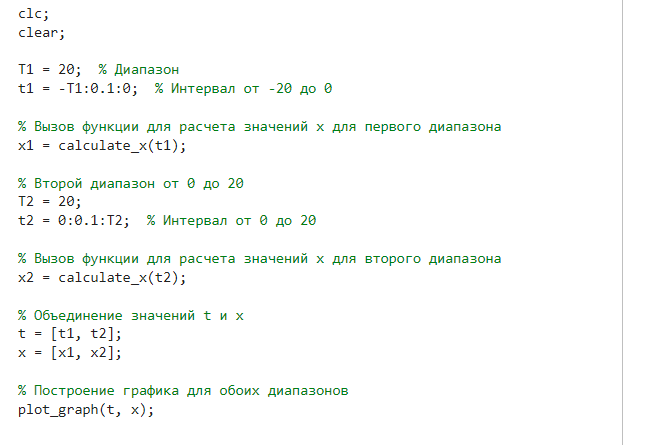 clc;
clear;
T1 = 20;  % Диапазон
t1 = -T1:0.1:0;  % Интервал от -20 до 0
% Вызов функции для расчета значений x для первого диапазона
x1 = calculate_x(t1);
% Второй диапазон от 0 до 20
T2 = 20;
t2 = 0:0.1:T2;  % Интервал от 0 до 20
% Вызов функции для расчета значений x для второго диапазона
x2 = calculate_x(t2);
% Объединение значений t и x
t = [t1, t2];
x = [x1, x2];
% Построение графика для обоих диапазонов
plot_graph(t, x);